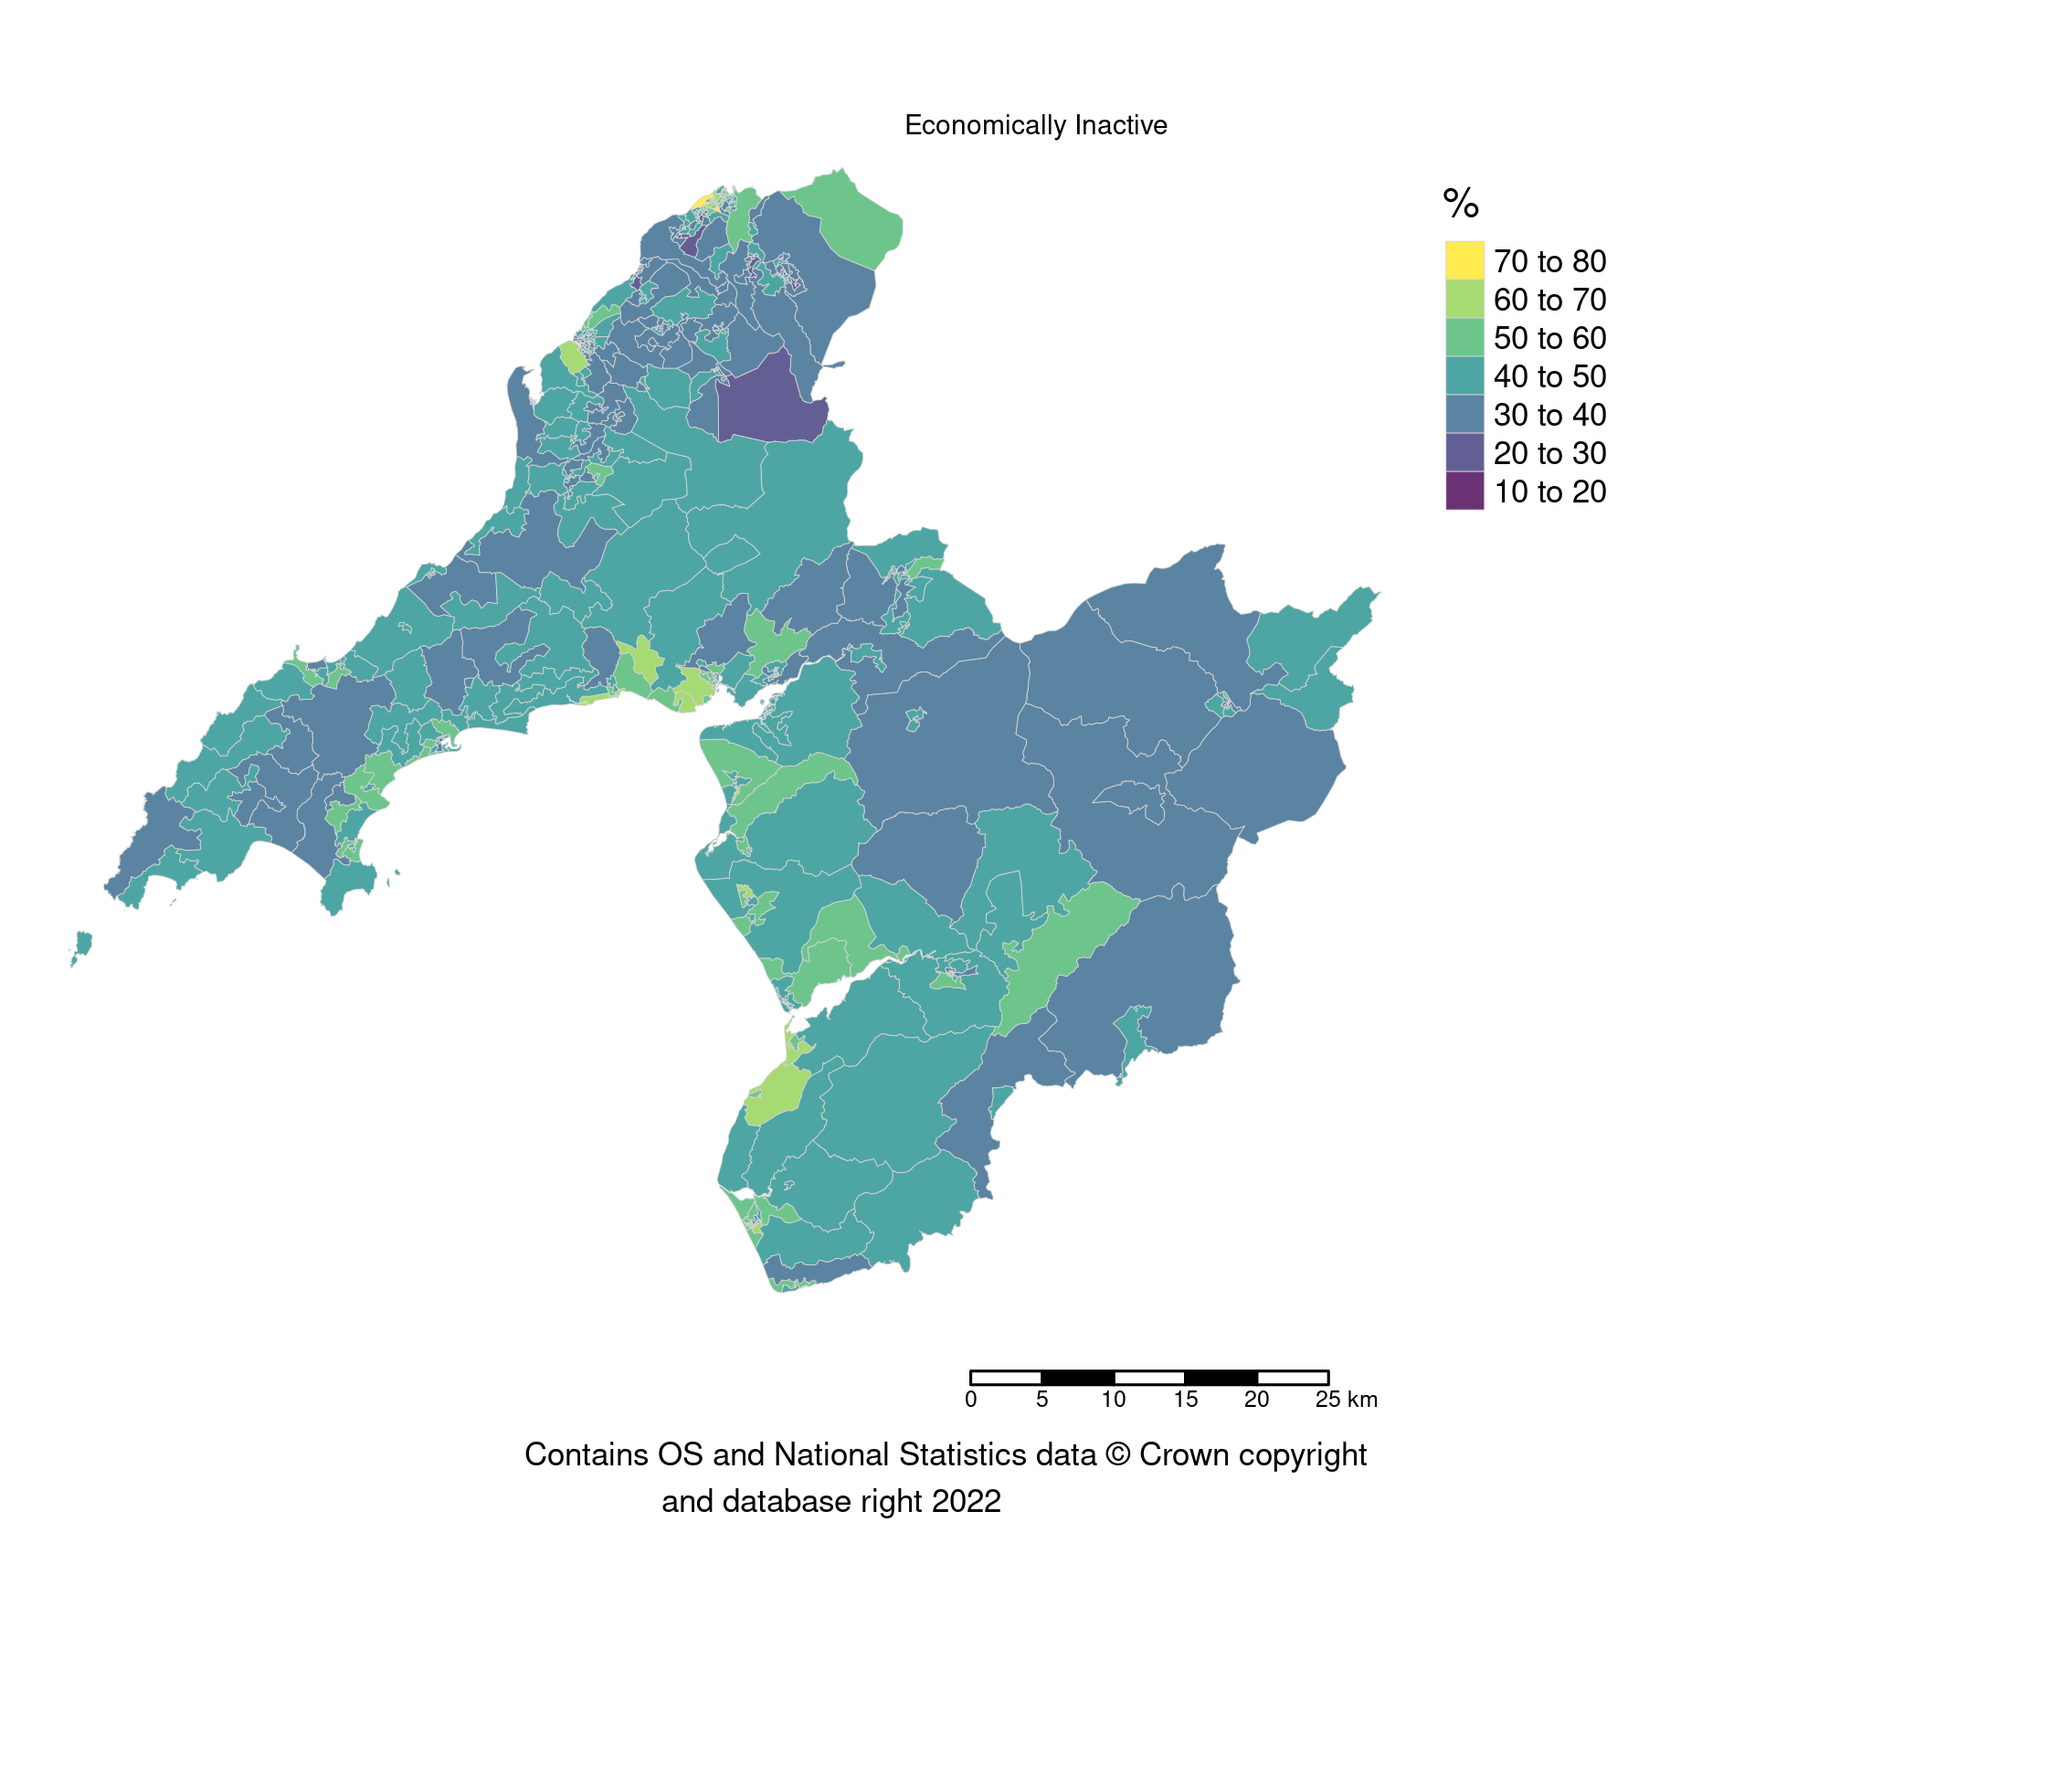 Economically Inactive
%
70 to 80
60 to 70
50 to 60
40 to 50
30 to 40
20 to 30
10 to 20
0 5 10 15 20 25 km
Contains OS and National Statistics data © Crown copyright
and database right 2022